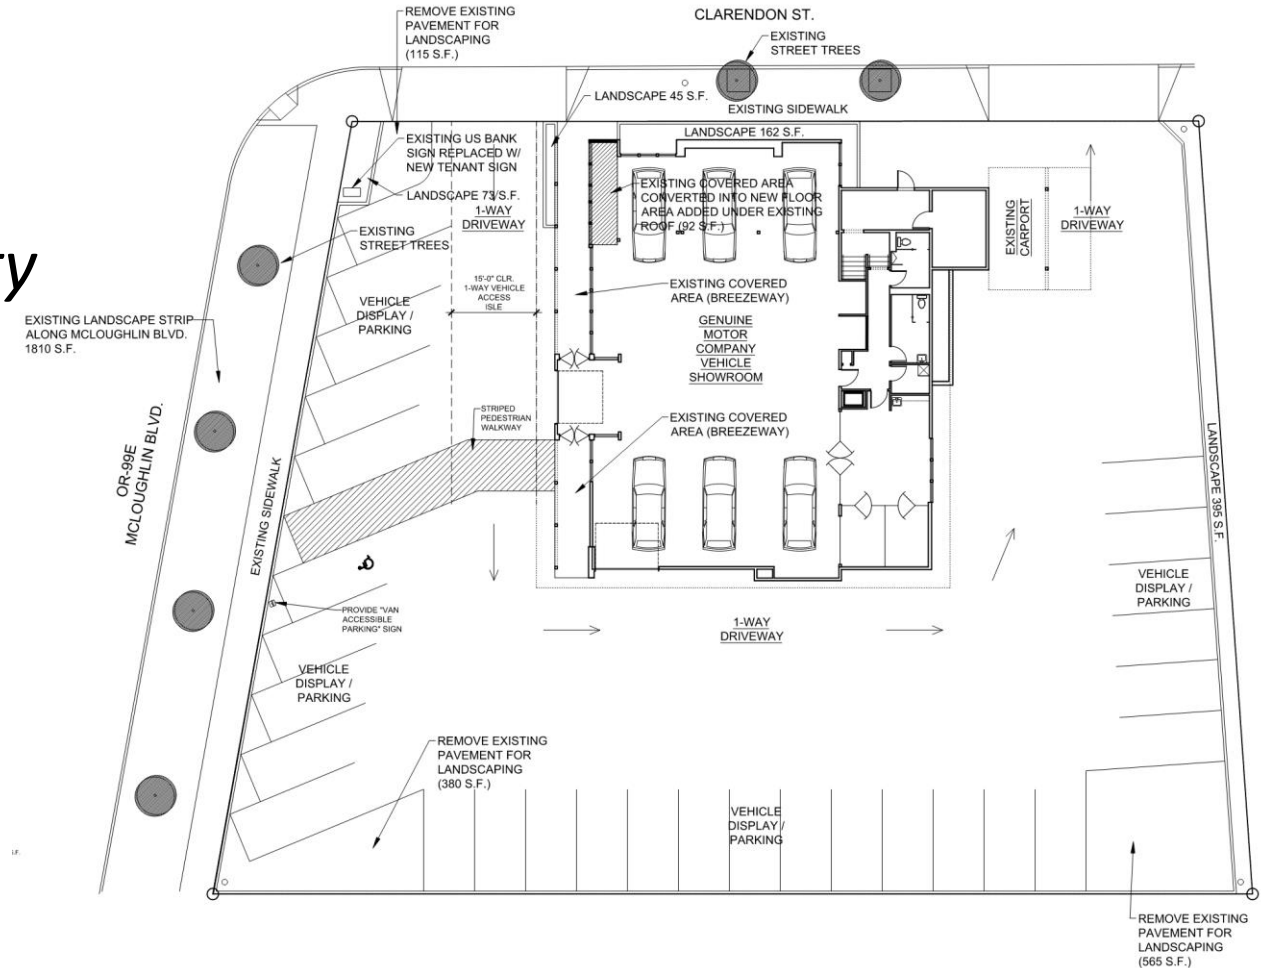 CLARENDON ST.
REMOVE EXISTING
PAVEMENT FOR
LANDSCAPING
(115 S.F.)
EXISTING
STREET TREES
LANDSCAPE 45 S.F.
EXISTING SIDEWALK
LANDSCAPE 162 S.F.
EXISTING US BANK
SIGN REPLACED W/
NEW TENANT SIGN
LANDSCAPE 73 S.F.
1-WAY
DRIVEWAY
EXISTING COVERED AREA
CONVERTED INTO NEW FLOOR
AREA ADDED UNDER EXISTING
ROOF (92 S.F.)
EXISTING
CARPORT
1-WAY
DRIVEWAY
EXISTING
STREET TREES
ty
15'-0" CLR.
1-WAY VEHICLE
ACCESS
ISLE
EXISTING COVERED
AREA (BREEZEWAY)
VEHICLE
DISPLAY /
PARKING
EXISTING LANDSCAPE STRIP
ALONG MCLOUGHLIN BLVD.
1810 S.F.
GENUINE
MOTOR
COMPANY
VEHICLE
SHOWROOM
STRIPED
PEDESTRIAN
WALKWAY
EXISTING COVERED
AREA (BREEZEWAY)
OR-99E
MCLOUGHLIN BLVD.
EXISTING SIDEWALK
LANDSCAPE 395 S.F.
VEHICLE
DISPLAY /
PARKING
PROVIDE "VAN
ACCESSIBLE
PARKING" SIGN
1-WAY
DRIVEWAY
VEHICLE
DISPLAY /
PARKING
REMOVE EXISTING
PAVEMENT FOR
LANDSCAPING
(380 S.F.)
VEHICLE
DISPLAY /
PARKING
REMOVE EXISTING
PAVEMENT FOR
LANDSCAPING
(565 S.F.)